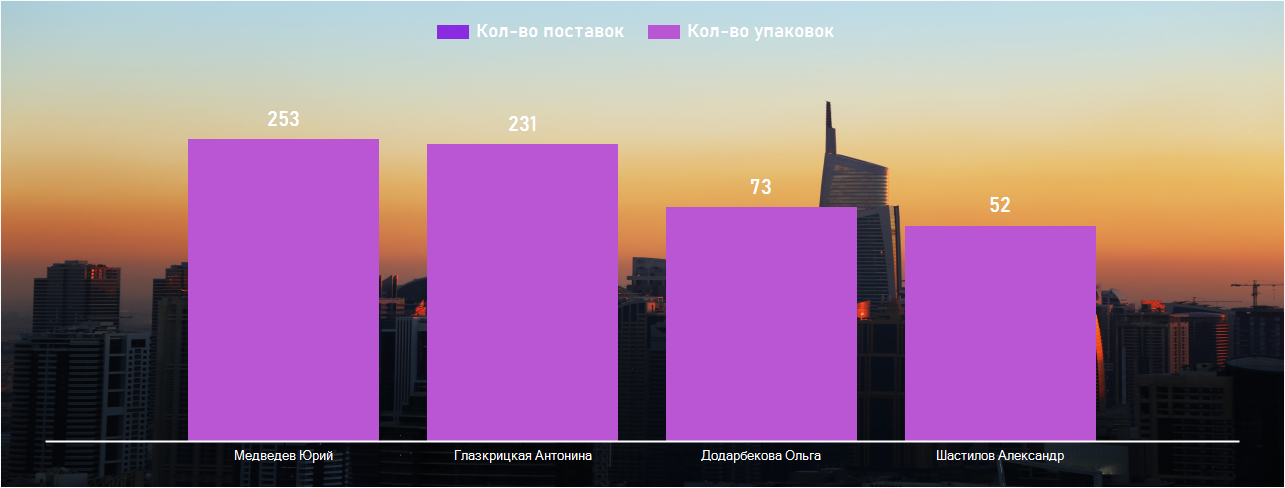 Кол-во поставок Кол-во упаковок
253
231
73
52
Медведев Юрий Глазкрицкая Антонина Додарбекова Ольга Шастилов Александр